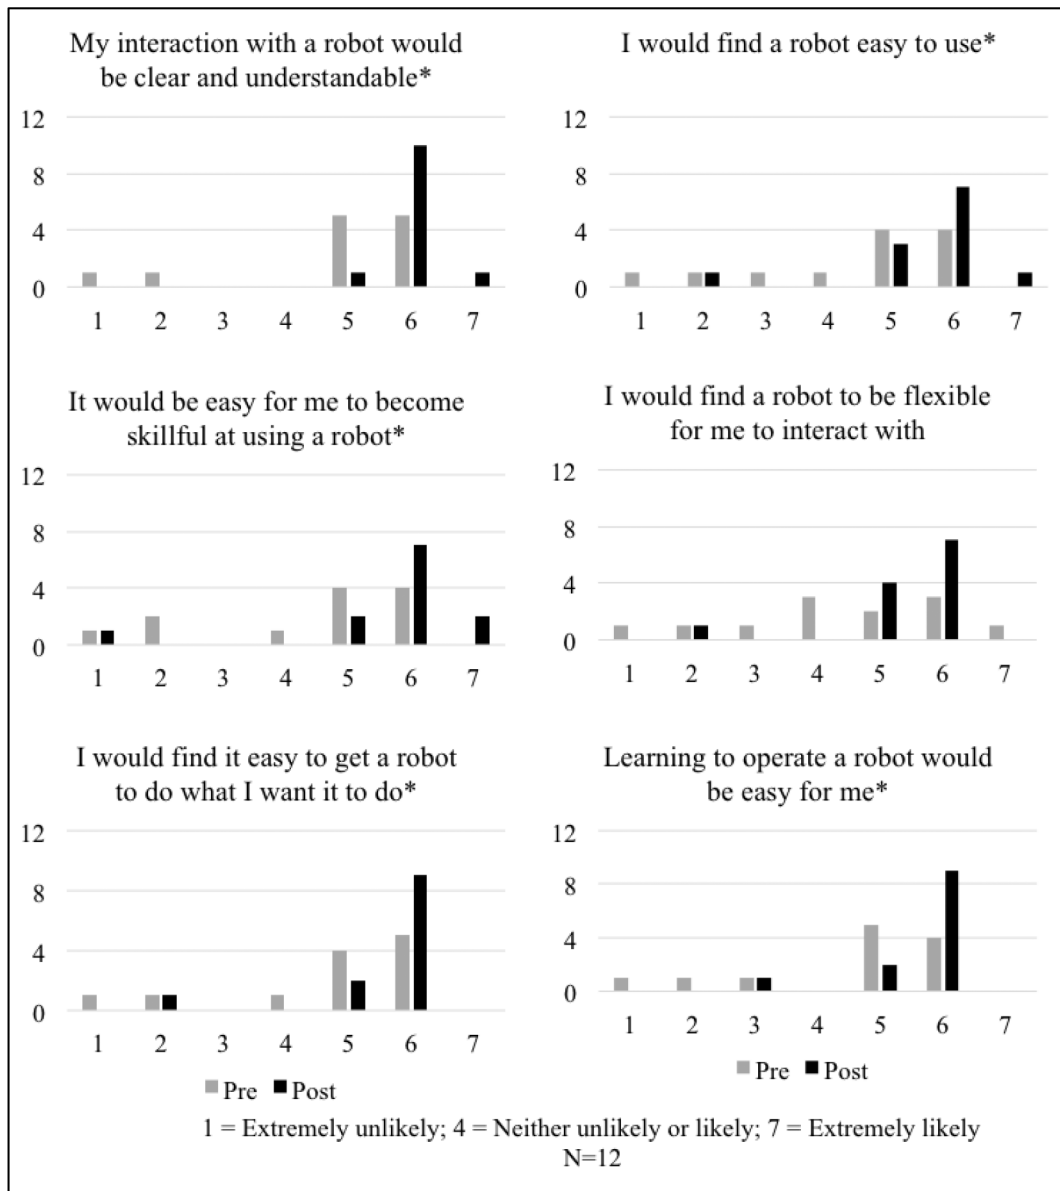 My interaction with a robot would
be clear and understandable*
12
8
4
0
1 2 3 4 5 6 7
I would find a robot easy to use*
12
8
4
0
1 2 3 4 5 6 7
It would be easy for me to become
skillful at using a robot*
12
8
4
0
1 2 3 4 5 6 7
I would find a robot to be flexible
for me to interact with
12
8
4
0
1 2 3 4 5 6 7
I would find it easy to get a robot
to do what I want it to do*
12
8
4
0
1 2 3 4 5 6 7
Pre Post
Learning to operate a robot would
be easy for me*
12
8
4
0
1 2 3 4 5 6 7
Pre Post
1 = Extremely unlikely; 4 = Neither unlikely or likely; 7 = Extremely likely
N=12